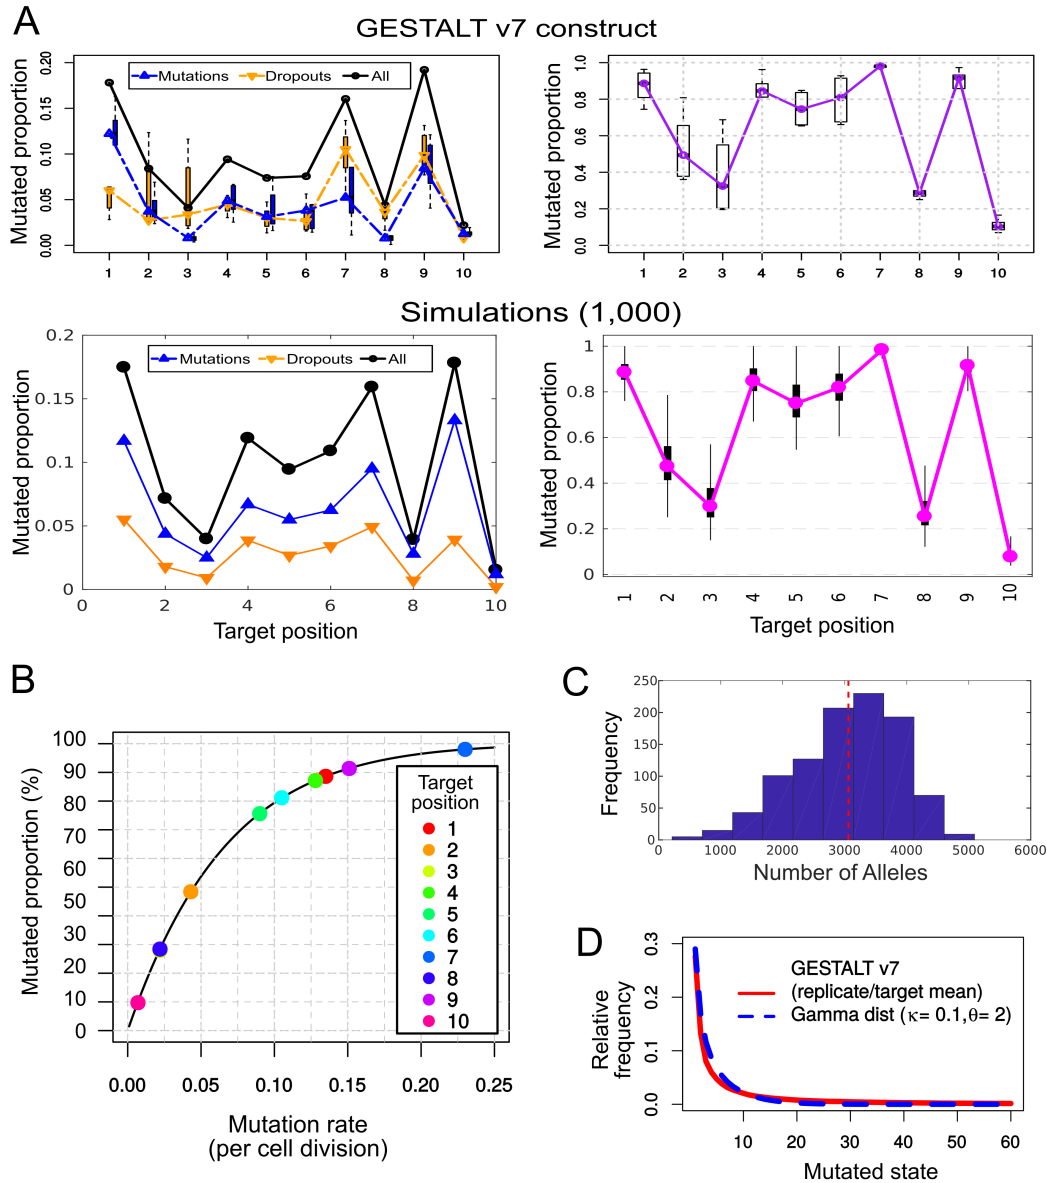 A
GESTALT v7 construct
Mutated proportion
0.20
0.15
0.10
0.05
0.00
Mutations Dropouts All
1 2 3 4 5 6 7 8 9 10
Mutated proportion
1.0
0.8
0.6
0.4
0.2
0.0
1 2 3 4 5 6 7 8 9 10
Simulations (1,000)
Mutated proportion
0.2
0.15
0.1
0.05
0
Mutations Dropouts All
0 2 4 6 8 10
Target position
Mutated proportion
1
0.8
0.6
0.4
0.2
0
1 2 3 4 5 6 7 8 9 10
Target position
B
Mutated proportion (%)
100
90
80
70
60
50
30
20
10
0
Target
position
1
2
3
4
5
6
7
8
9
10
0.00 0.05 0.10 0.15 0.20 0.25
Mutation rate
(per cell division)
C
Frequency
250
200
150
100
50
0
0 1000 2000 3000 4000 5000 6000
Number of Alleles
D
Relative
frequency
0.3
0.2
0.1
0.0
GESTALT v7
(replicate/target mean)
Gamma dist (κ= 0.1,θ= 2)
10 20 30 40 50 60
Mutated state